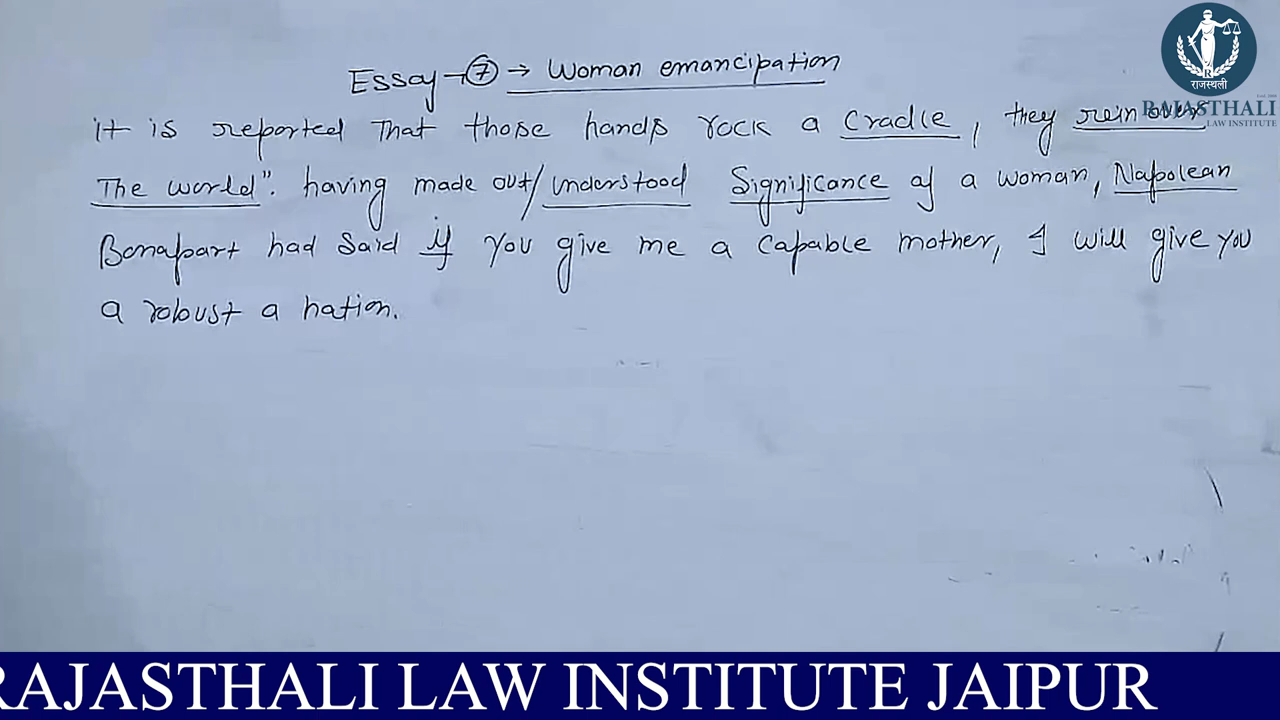 Essay → 7 → Woman emancipation
it is reported that those hands rock a Cradle, they rein over
The world". having made out/understood Significance of a woman, Napolean
Bonapart had said if you give me a capable mother, I will give you
a robust a nation.
राजस्थली
RAJASTHALI
LAW INSTITUTE
RAJASTHALI LAW INSTITUTE JAIPUR